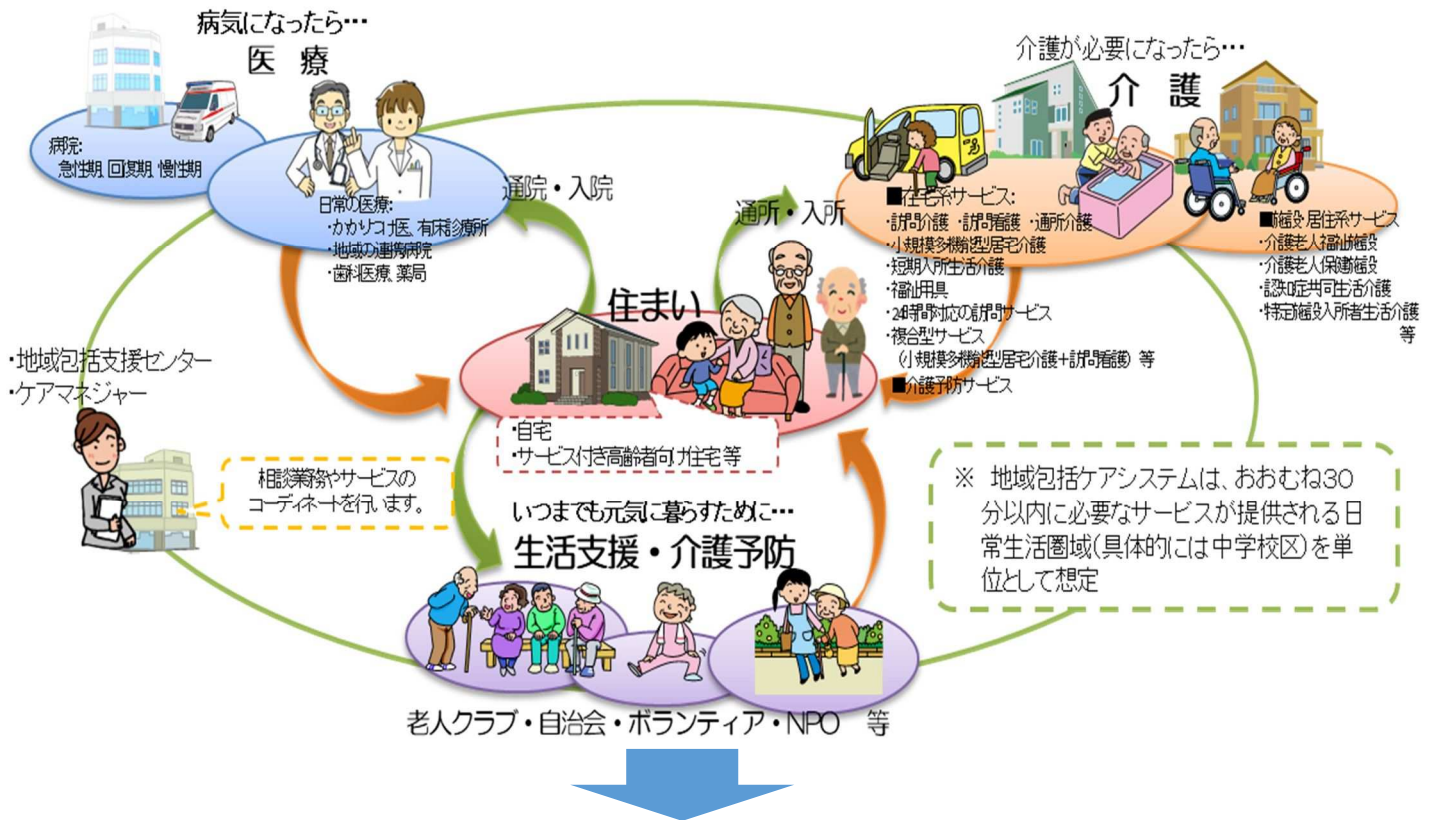 病気になったら…
医 療
病院:
急性期、回復期、慢性期
日常の医療:
・かかりつけ医、有床診療所
・地域の連携病院
・歯科医療、薬局
通院・入院
介護が必要になったら…
介 護
通所・入所
■在宅系サービス:
・訪問介護 ・訪問看護 ・通所介護
・小規模多機能型居宅介護
・短期入所生活介護
・福祉用具
・24時間対応の訪問サービス
・複合型サービス
(小規模多機能型居宅介護+訪問看護) 等
■介護予防サービス
■施設・居住系サービス
・介護老人福祉施設
・介護老人保健施設
・認知症共同生活介護
・特定施設入所者生活介護
等
住まい
・自宅
・サービス付き高齢者向け住宅 等
・地域包括支援センター
・ケアマネジャー
相談業務やサービスの
コーディネートを行います。
いつまでも元気に暮らすために…
生活支援・介護予防
老人クラブ・自治会・ボランティア・NPO 等
※ 地域包括ケアシステムは、おおむね30
分以内に必要なサービスが提供される日
常生活圏域(具体的には中学校区)を単
位として想定